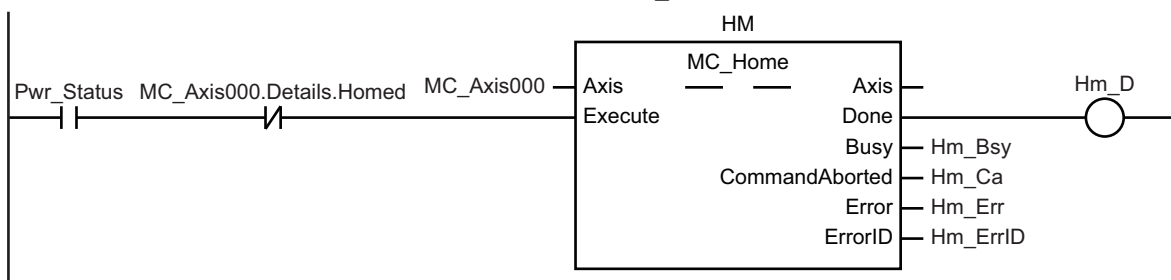 HM
MC_Home
Pwr_Status MC_Axis000.Details.Homed MC_Axis000 Axis Axis Hm_D
Execute Done
Busy Hm_Bsy
CommandAborted Hm_Ca
Error Hm_Err
ErrorID Hm_ErrID